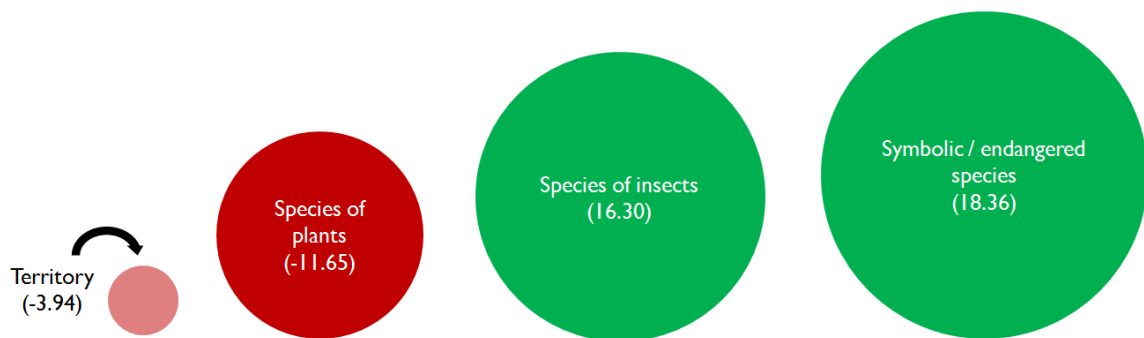 Territory
(-3.94)
Species of
plants
(-11.65)
Species of insects
(16.30)
Symbolic / endangered
species
(18.36)